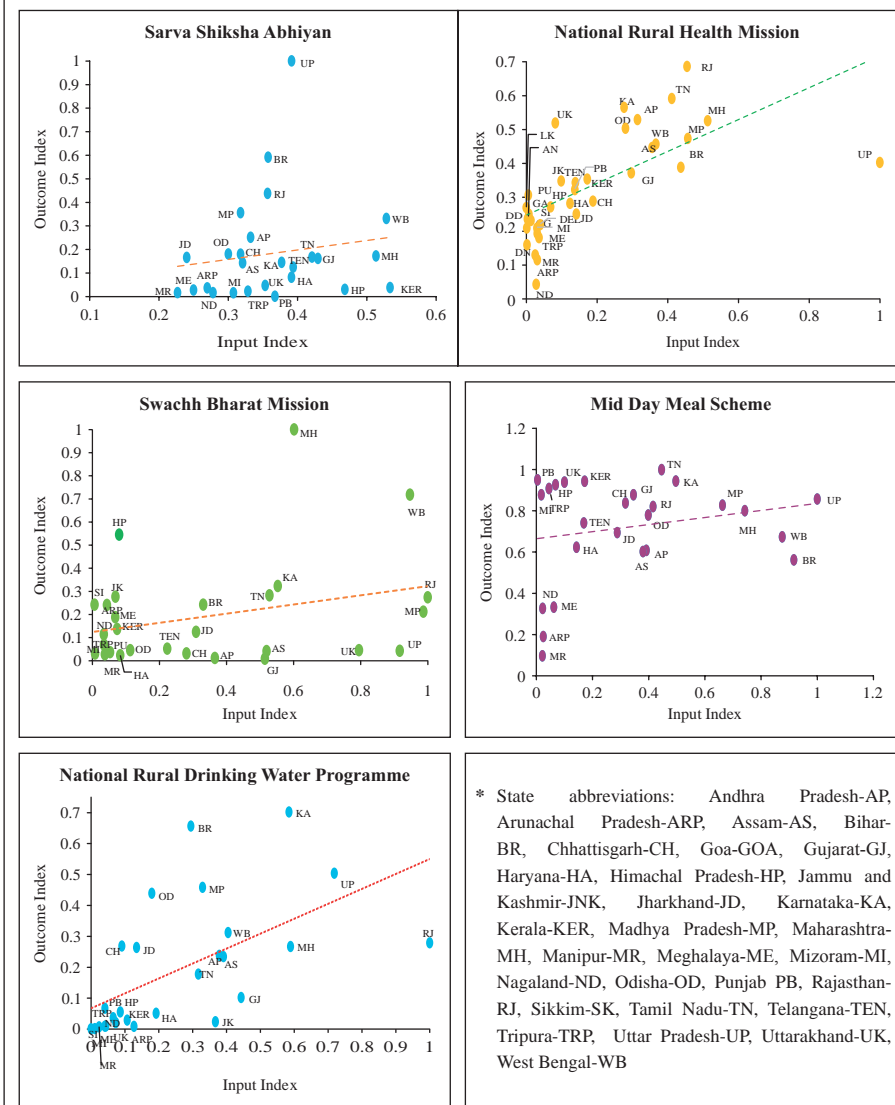 Sarva Shiksha Abhiyan
Outcome Index
1
0.9
0.8
0.7
0.6
0.5
0.4
0.3
0.2
0.1
0
UP
BR
RJ
MP
AP
WB
JD
OD
CH
AS
KA
TN
TEN
GJ
MH
ME
ARP
MI
UK
HA
MR
ND
TRP
PB
HP
KER
0.1
0.2
0.3
0.4
0.5
0.6
Input Index
National Rural Health Mission
Outcome Index
0.7
0.6
0.5
0.4
0.3
0.2
0.1
0
RJ
TN
KA
AP
MH
UK
OD
LK
AN
WB
MP
AS
BR
UP
GJ
JK
TEN
PB
KER
PU
HP
GA
HA
CH
DD
SI
G
DEL
JD
MI
ME
DN
TRP
MR
ARP
ND
0
0.2
0.4
0.6
0.8
1
Input Index
Swachh Bharat Mission
Outcome Index
1
0.9
0.8
0.7
0.6
0.5
0.4
0.3
0.2
0.1
0
MH
WB
HP
KA
SI
JK
TN
RJ
BR
ARP
ME
MP
ND
KER
JD
TRP
PU
MI
OD
TEN
CH
AP
AS
GJ
UK
UP
MR
HA
0
0.2
0.4
0.6
0.8
1
Input Index
Mid Day Meal Scheme
Outcome Index
1.2
1
0.8
0.6
0.4
0.2
0
PB
UK
KER
TN
KA
HP
MI
TRP
CH
GJ
RJ
MP
UP
TEN
OD
MH
JD
HA
AS
AP
WB
BR
ND
ME
ARP
MR
0
0.2
0.4
0.6
0.8
1
1.2
Input Index
National Rural Drinking Water Programme
Outcome Index
0.7
0.6
0.5
0.4
0.3
0.2
0.1
0
KA
BR
UP
OD
MP
WB
MH
RJ
CH
JD
AP
AS
TN
GJ
PB
HP
TRP
KER
HA
JK
ND
SI
MI
ME
UK
ARP
MR
0
0.1
0.2
0.3
0.4
0.5
0.6
0.7
0.8
0.9
1
Input Index
* State abbreviations: Andhra Pradesh-AP,
Arunachal Pradesh-ARP, Assam-AS, Bihar-
BR, Chhattisgarh-CH, Goa-GOA, Gujarat-GJ,
Haryana-HA, Himachal Pradesh-HP, Jammu and
Kashmir-JNK, Jharkhand-JD, Karnataka-KA,
Kerala-KER, Madhya Pradesh-MP, Maharashtra-
MH, Manipur-MR, Meghalaya-ME, Mizoram-MI,
Nagaland-ND, Odisha-OD, Punjab PB, Rajasthan-
RJ, Sikkim-SK, Tamil Nadu-TN, Telangana-TEN,
Tripura-TRP, Uttar Pradesh-UP, Uttarakhand-UK,
West Bengal-WB